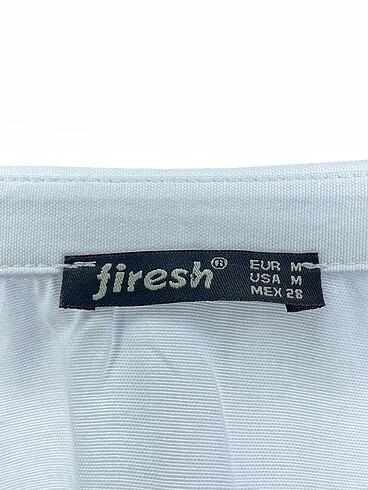 firesh®
EUR M
USA M
MEX 28